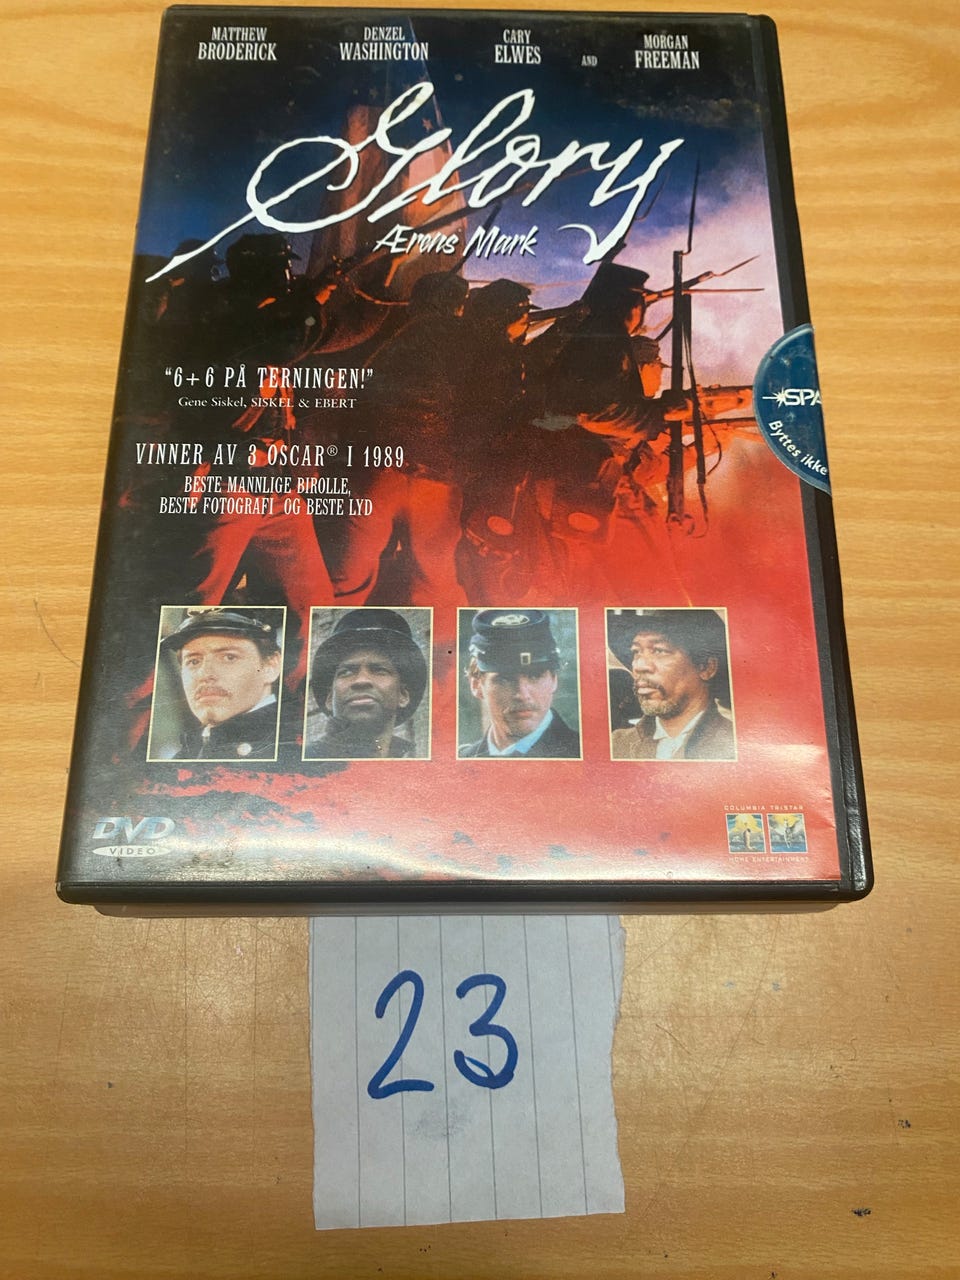 MATTHEW BRODERICK
DENZEL WASHINGTON
CARY ELWES
AND
MORGAN FREEMAN
Glory
Ærens Mark
"6+6 PÅ TERNINGEN!"
Gene Siskel, SISKEL & EBERT
VINNER AV 3 OSCAR® I 1989
BESTE MANNLIGE BIROLLE,
BESTE FOTOGRAFI OG BESTE LYD
SPA
Byttes ikke
DVD
VIDEO
COLUMBIA TRISTAR
HOME ENTERTAINMENT
23